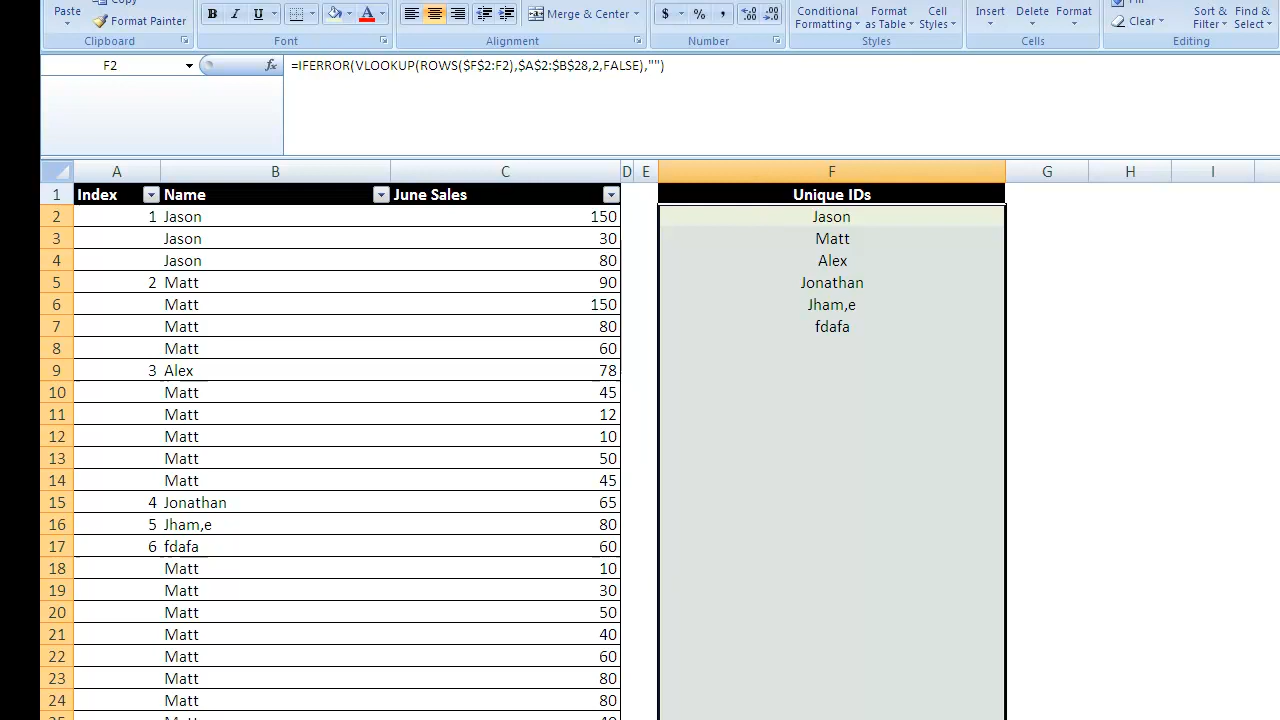 Paste Copy Format Painter Clipboard
B I U A Font
Merge & Center Alignment
$ % , .00 Number
Conditional Formatting Format as Table Cell Styles Styles
Insert Delete Format Cells
Fill Clear Sort & Filter Find & Select Editing
F2 fx =IFERROR(VLOOKUP(ROWS($F$2:F2),$A$2:$B$28,2,FALSE),"")
A B C D E F G H I
1 Index Name June Sales Unique IDs
2 1 Jason 150 Jason
3 Jason 30 Matt
4 Jason 80 Alex
5 2 Matt 90 Jonathan
6 Matt 150 Jham,e
7 Matt 80 fdafa
8 Matt 60
9 3 Alex 78
10 Matt 45
11 Matt 12
12 Matt 10
13 Matt 50
14 Matt 45
15 4 Jonathan 65
16 5 Jham,e 80
17 6 fdafa 60
18 Matt 10
19 Matt 30
20 Matt 50
21 Matt 40
22 Matt 60
23 Matt 80
24 Matt 80
25 Matt 40